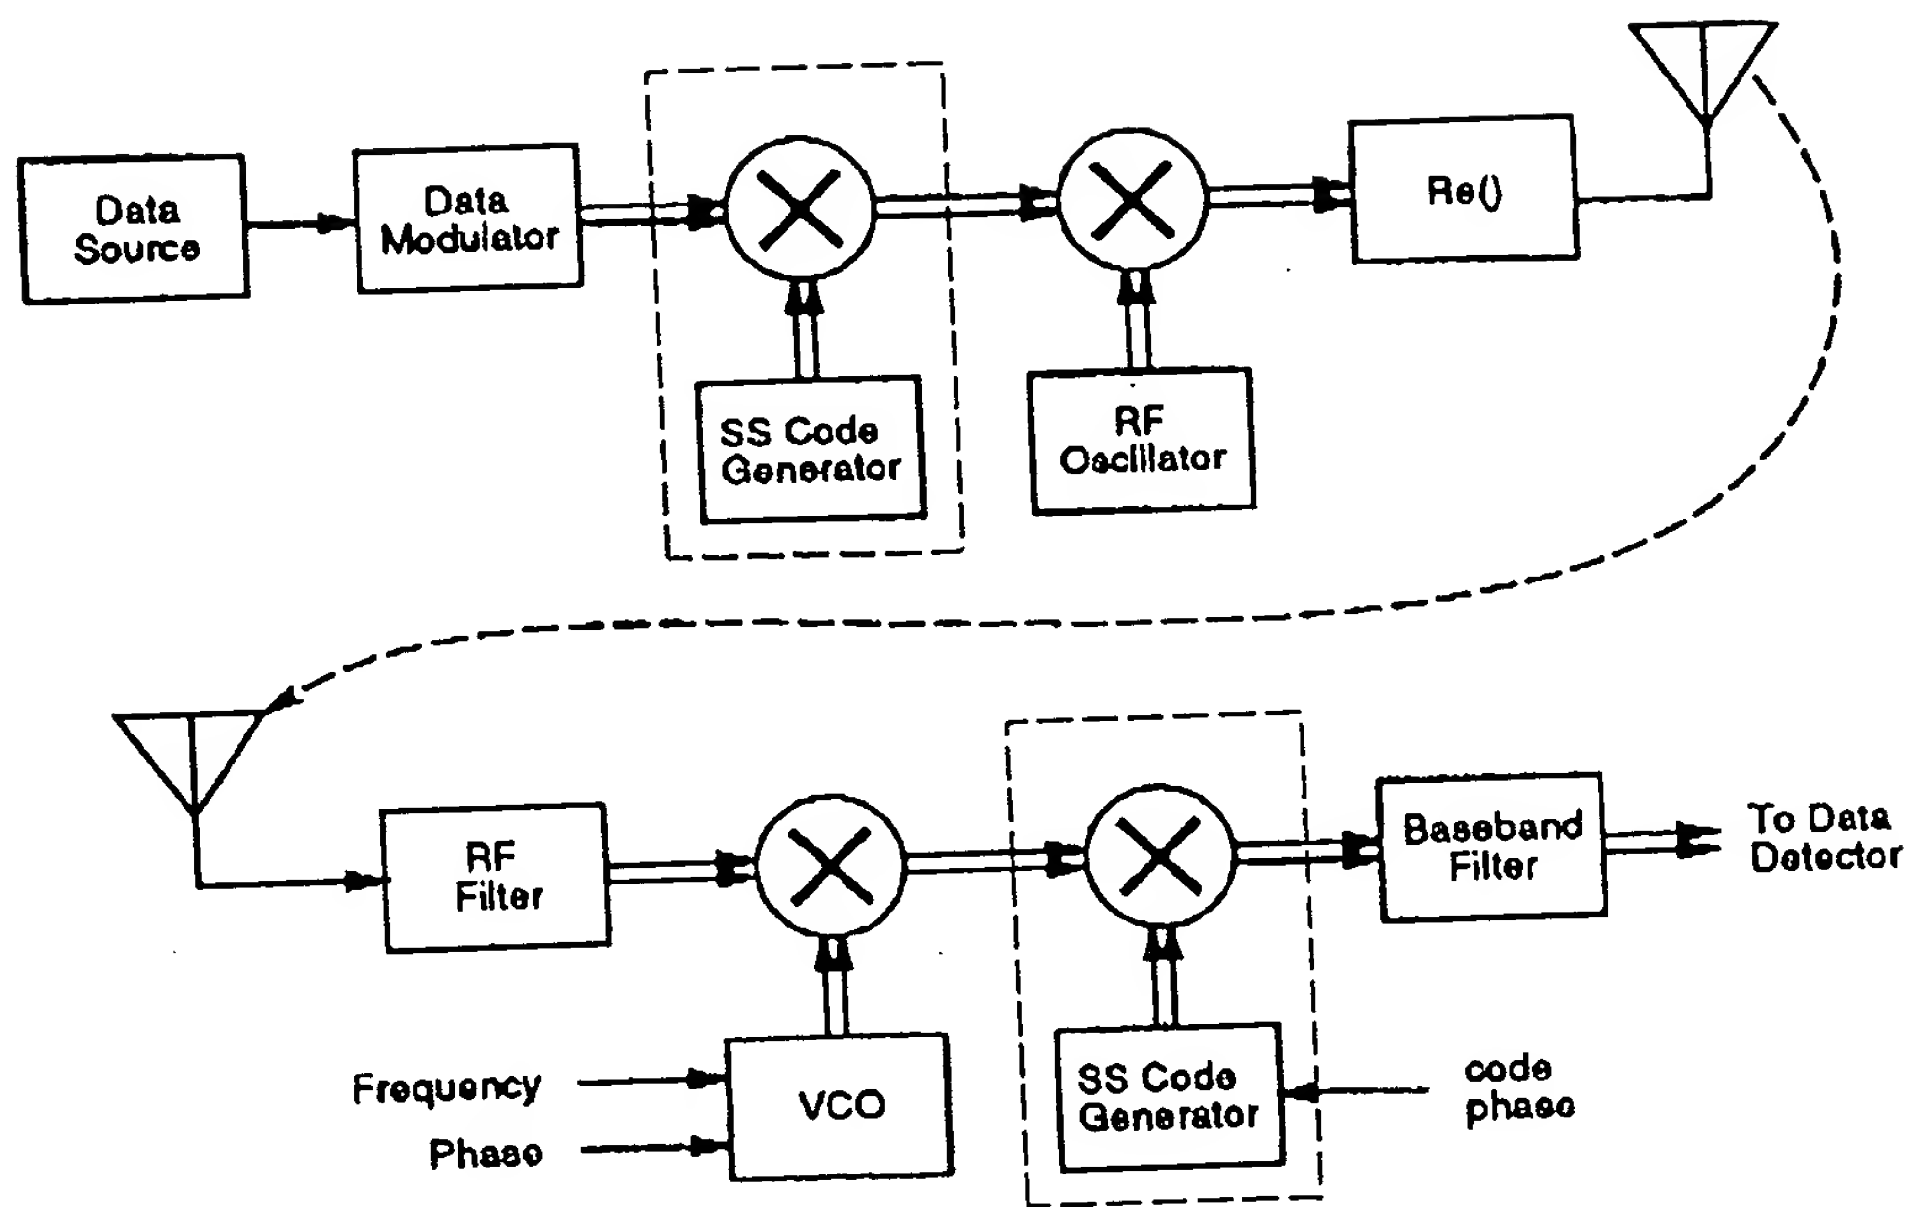 Data
Source
Data
Modulator
Re()
SS Code
Generator
RF
Oscillator
RF
Filter
Baseband
Filter
To Data
Detector
Frequency
Phase
VCO
SS Code
Generator
code
phase